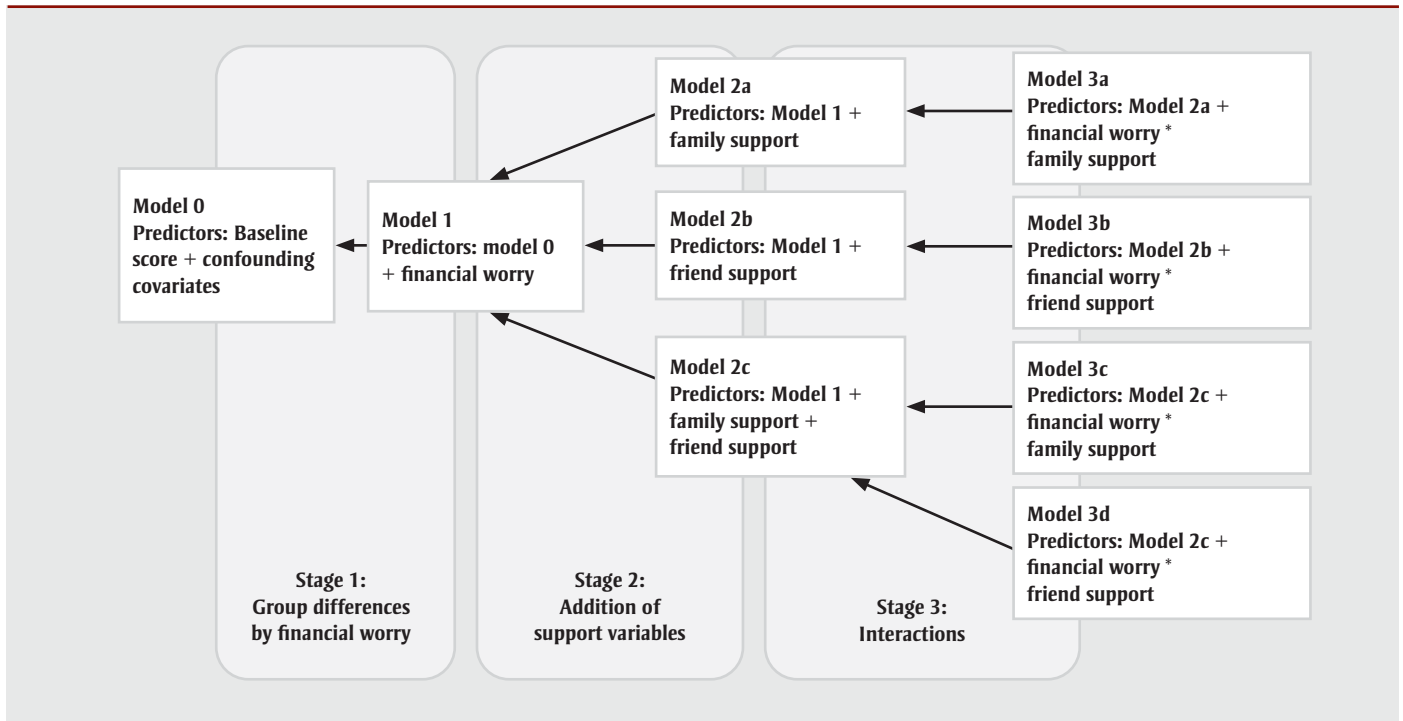 Model 0
Predictors: Baseline
score + confounding
covariates
Model 1
Predictors: model 0
+ financial worry
Model 2a
Predictors: Model 1 +
family support
Model 2b
Predictors: Model 1 +
friend support
Model 2c
Predictors: Model 1 +
family support +
friend support
Model 3a
Predictors: Model 2a +
financial worry *
family support
Model 3b
Predictors: Model 2b +
financial worry *
friend support
Model 3c
Predictors: Model 2c +
financial worry *
family support
Model 3d
Predictors: Model 2c +
financial worry *
friend support
Stage 1:
Group differences
by financial worry
Stage 2:
Addition of
support variables
Stage 3:
Interactions